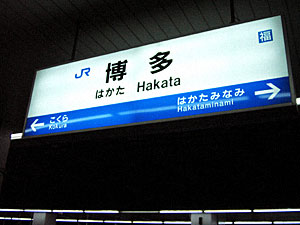 福
JR 博多
はかた Hakata
← こくら はかたみなみ →
Kokura Hakataminami